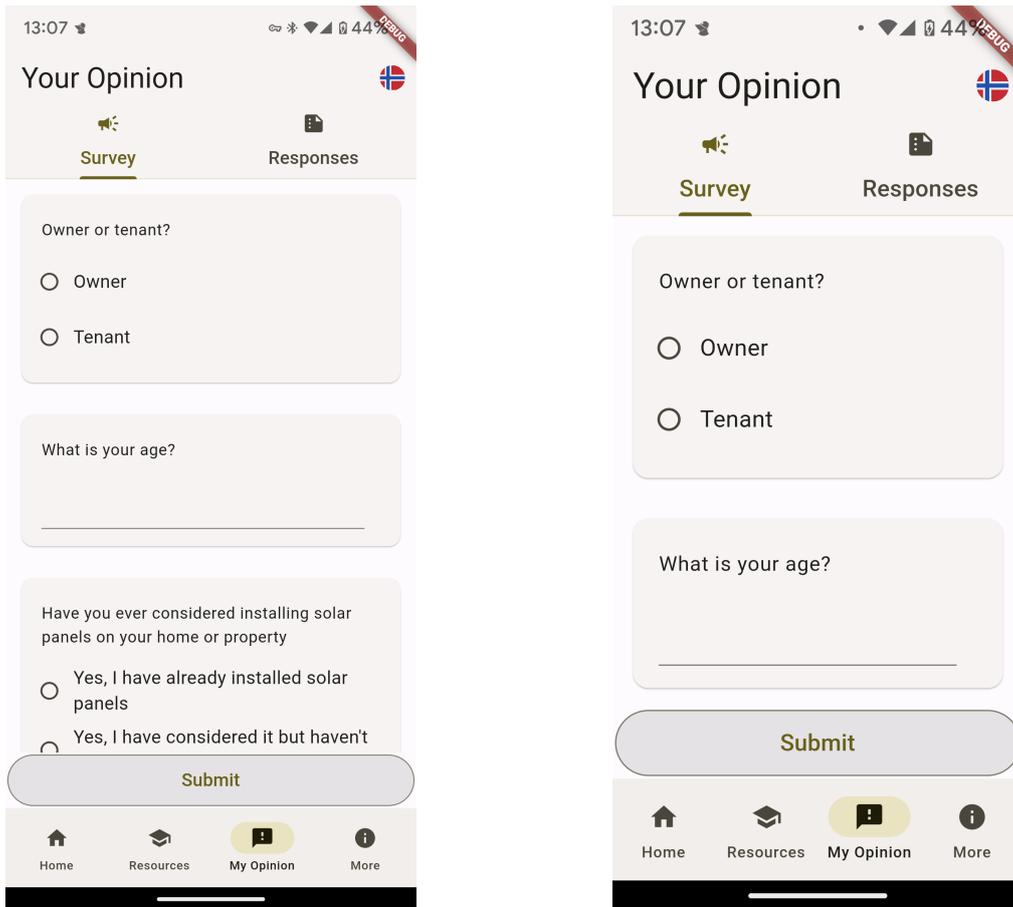 13:07
44%
DEBUG
Your Opinion
Survey
Responses
Owner or tenant?
Owner
Tenant
What is your age?
Have you ever considered installing solar
panels on your home or property
Yes, I have already installed solar
panels
Yes, I have considered it but haven't
Submit
Home
Resources
My Opinion
More
13:07
44%
DEBUG
Your Opinion
Survey
Responses
Owner or tenant?
Owner
Tenant
What is your age?
Submit
Home
Resources
My Opinion
More